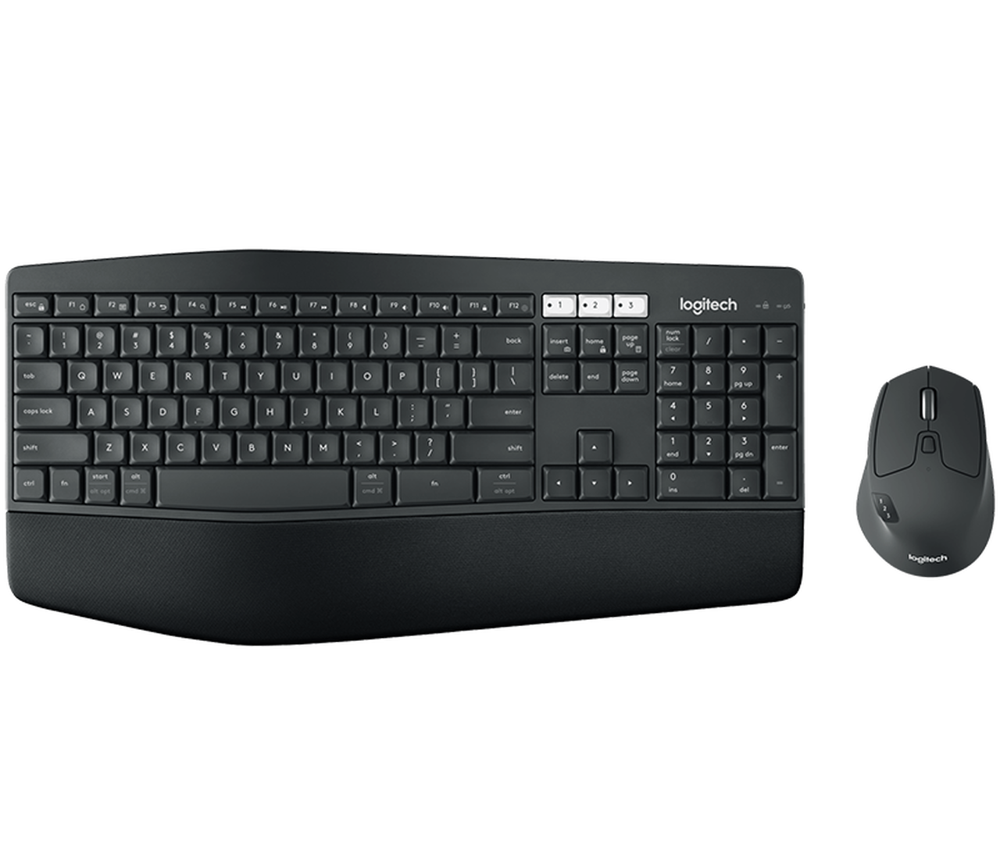 esc F1 F2 F3 F4 F5 F6 F7 F8 F9 F10 F11 F12 1 2 3 logitech
~ ! @ # $ % ^ & * ( ) — +
` 1 2 3 4 5 6 7 8 9 0 - = back insert home page up num lock clear / * −
tab Q W E R T Y U I O P { [ } ] | \ delete end page down 7 home 8 9 pg up +
caps lock A S D F G H J K L : ; " ' enter 4 5 6
shift Z X C V B N M < , > . ? / shift 1 end 2 3 pg dn enter =
ctrl fn start alt opt alt cmd ⌘ alt cmd ⌘ fn ctrl alt opt 0 ins . del
1
2
3
logitech